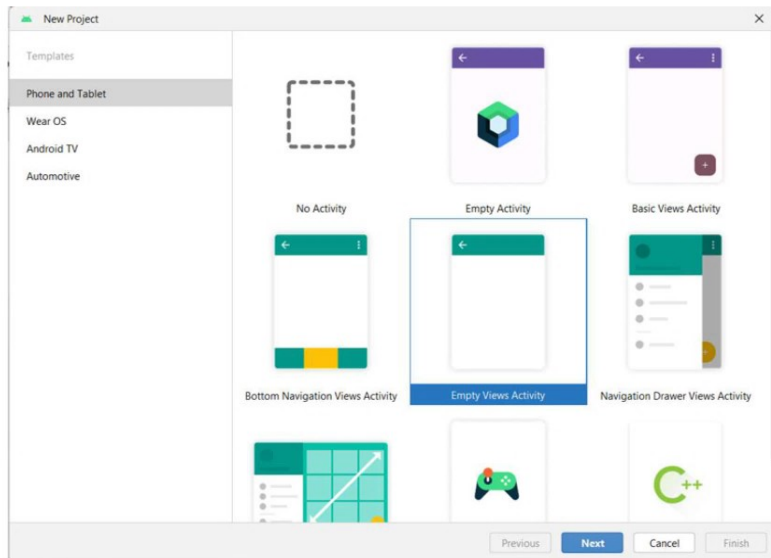 New Project
Templates
Phone and Tablet
Wear OS
Android TV
Automotive
No Activity
Empty Activity
Basic Views Activity
Bottom Navigation Views Activity
Empty Views Activity
Navigation Drawer Views Activity
C++
Previous
Next
Cancel
Finish